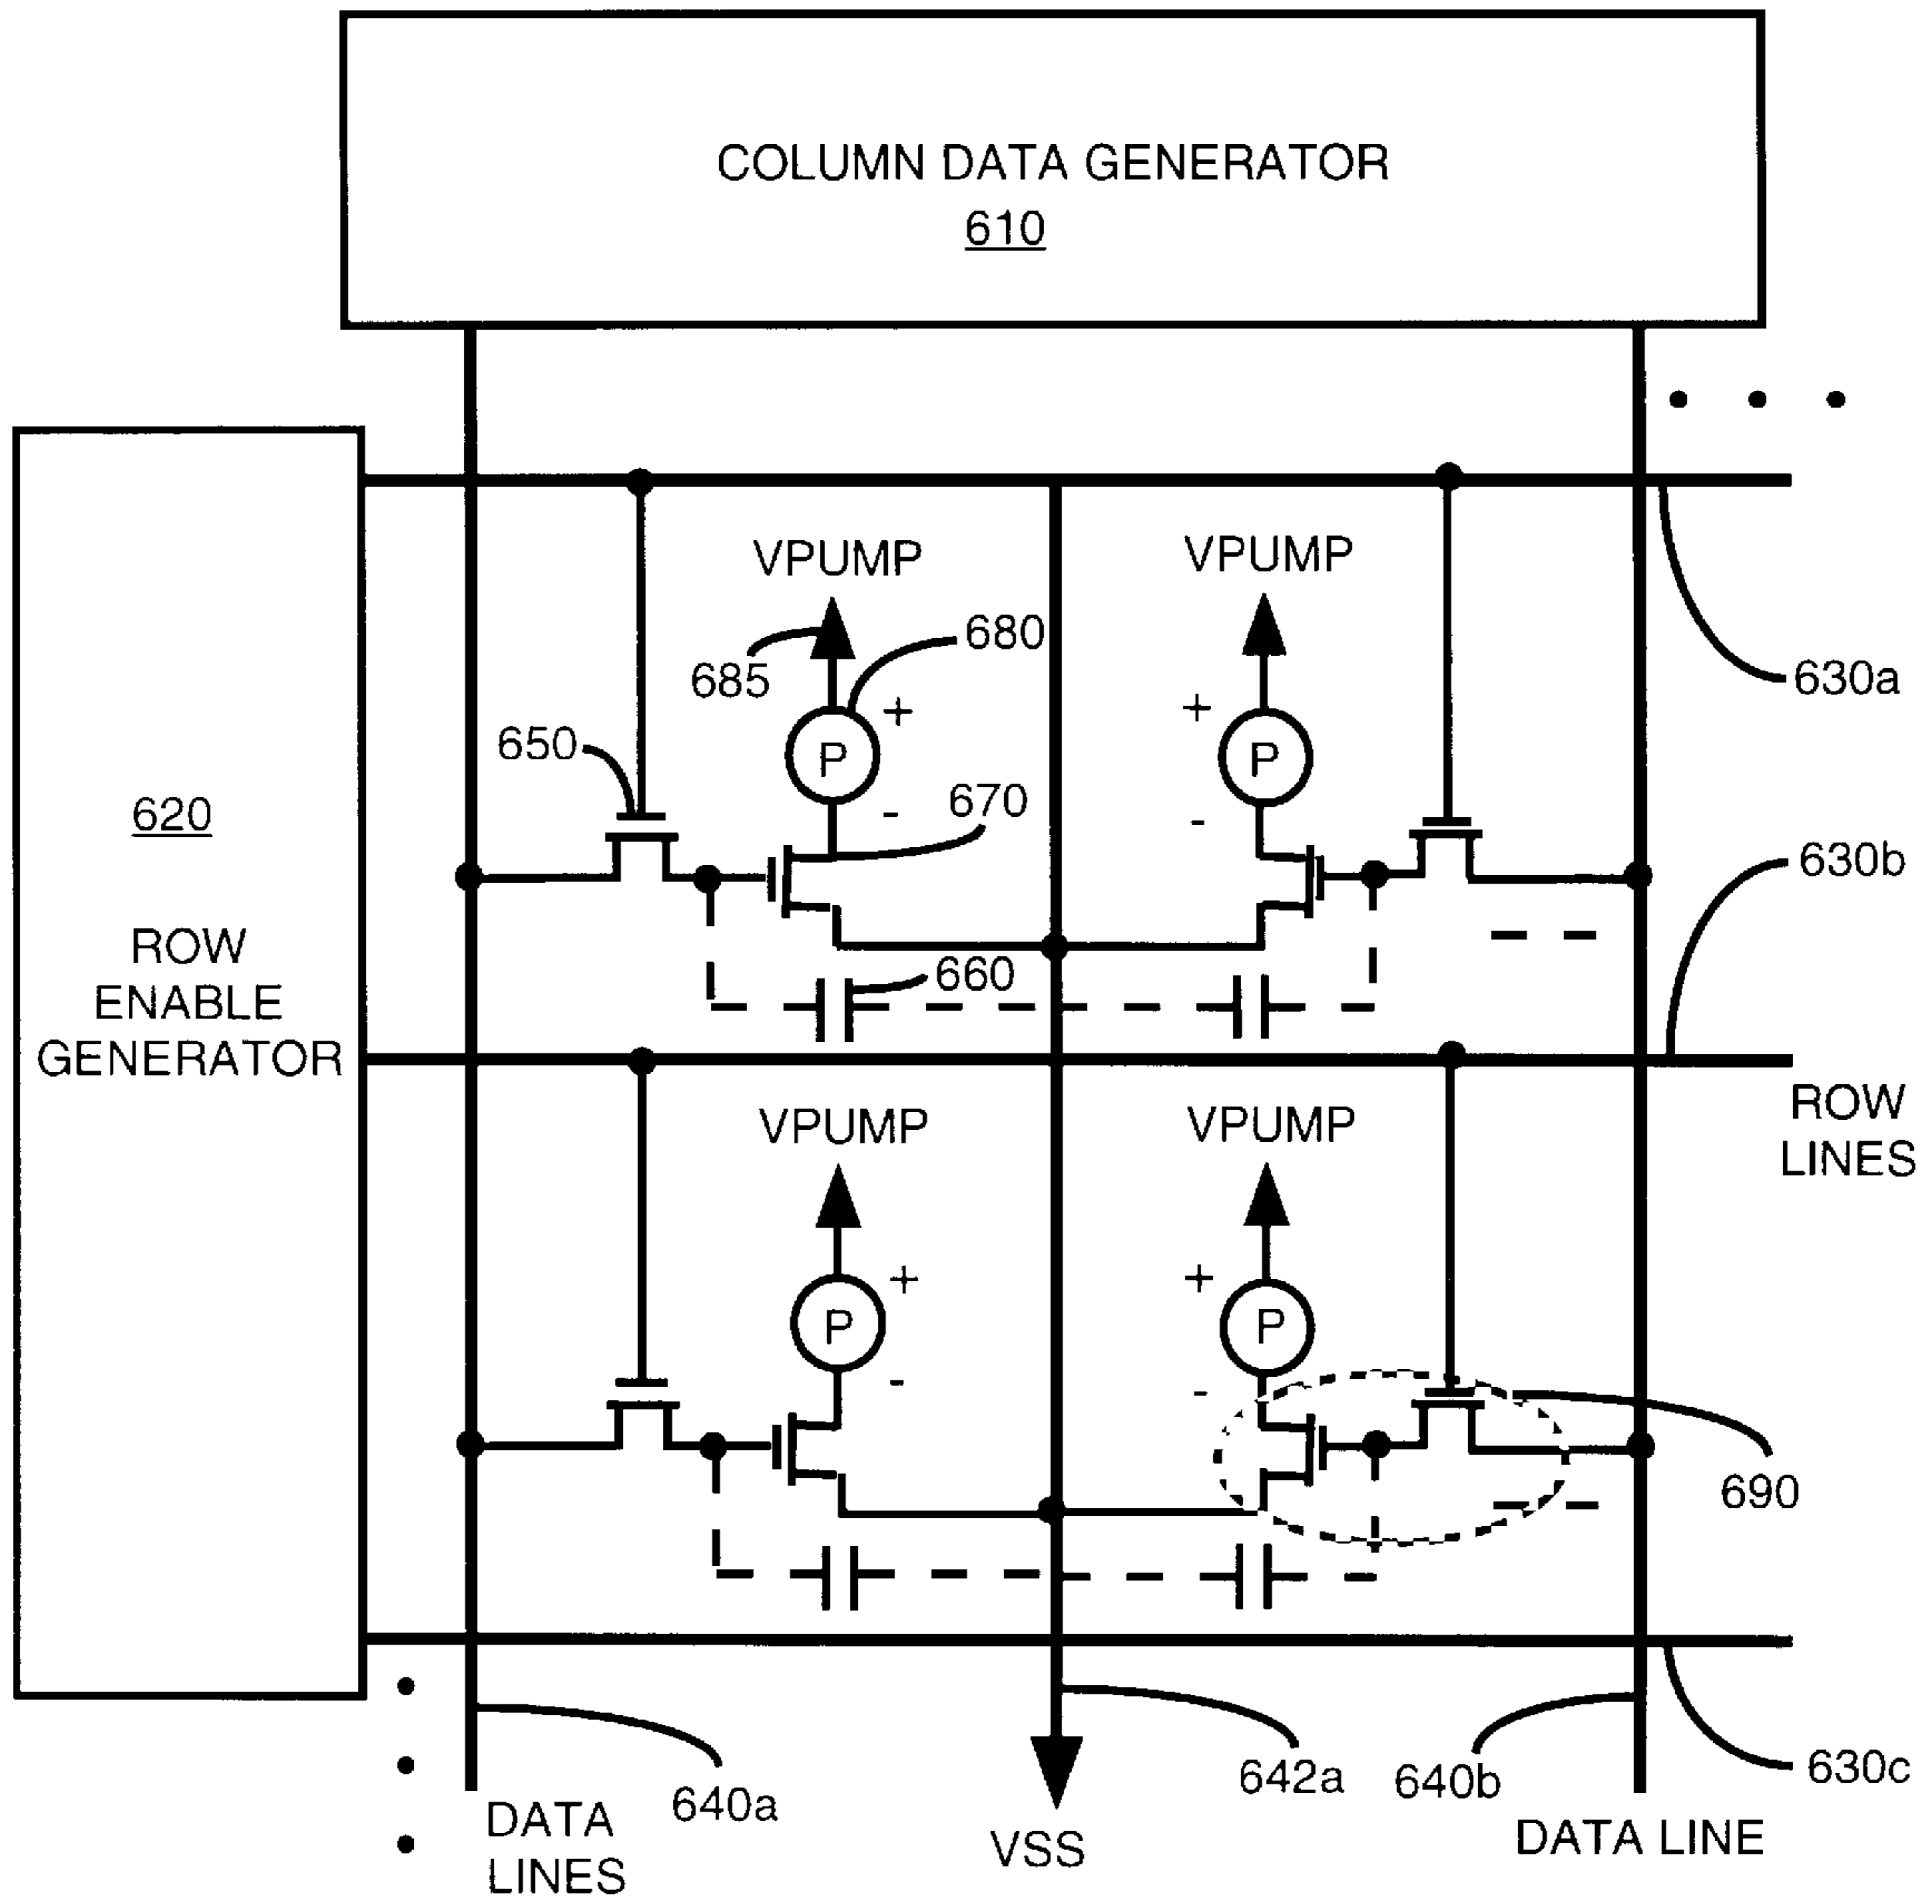 COLUMN DATA GENERATOR
610
VPUMP
VPUMP
685
680
630a
+
+
P
P
650
-
-
670
620
630b
ROW
ENABLE
GENERATOR
660
ROW
LINES
VPUMP
VPUMP
+
+
P
P
-
-
690
640a
642a
640b
630c
DATA
LINES
VSS
DATA LINE